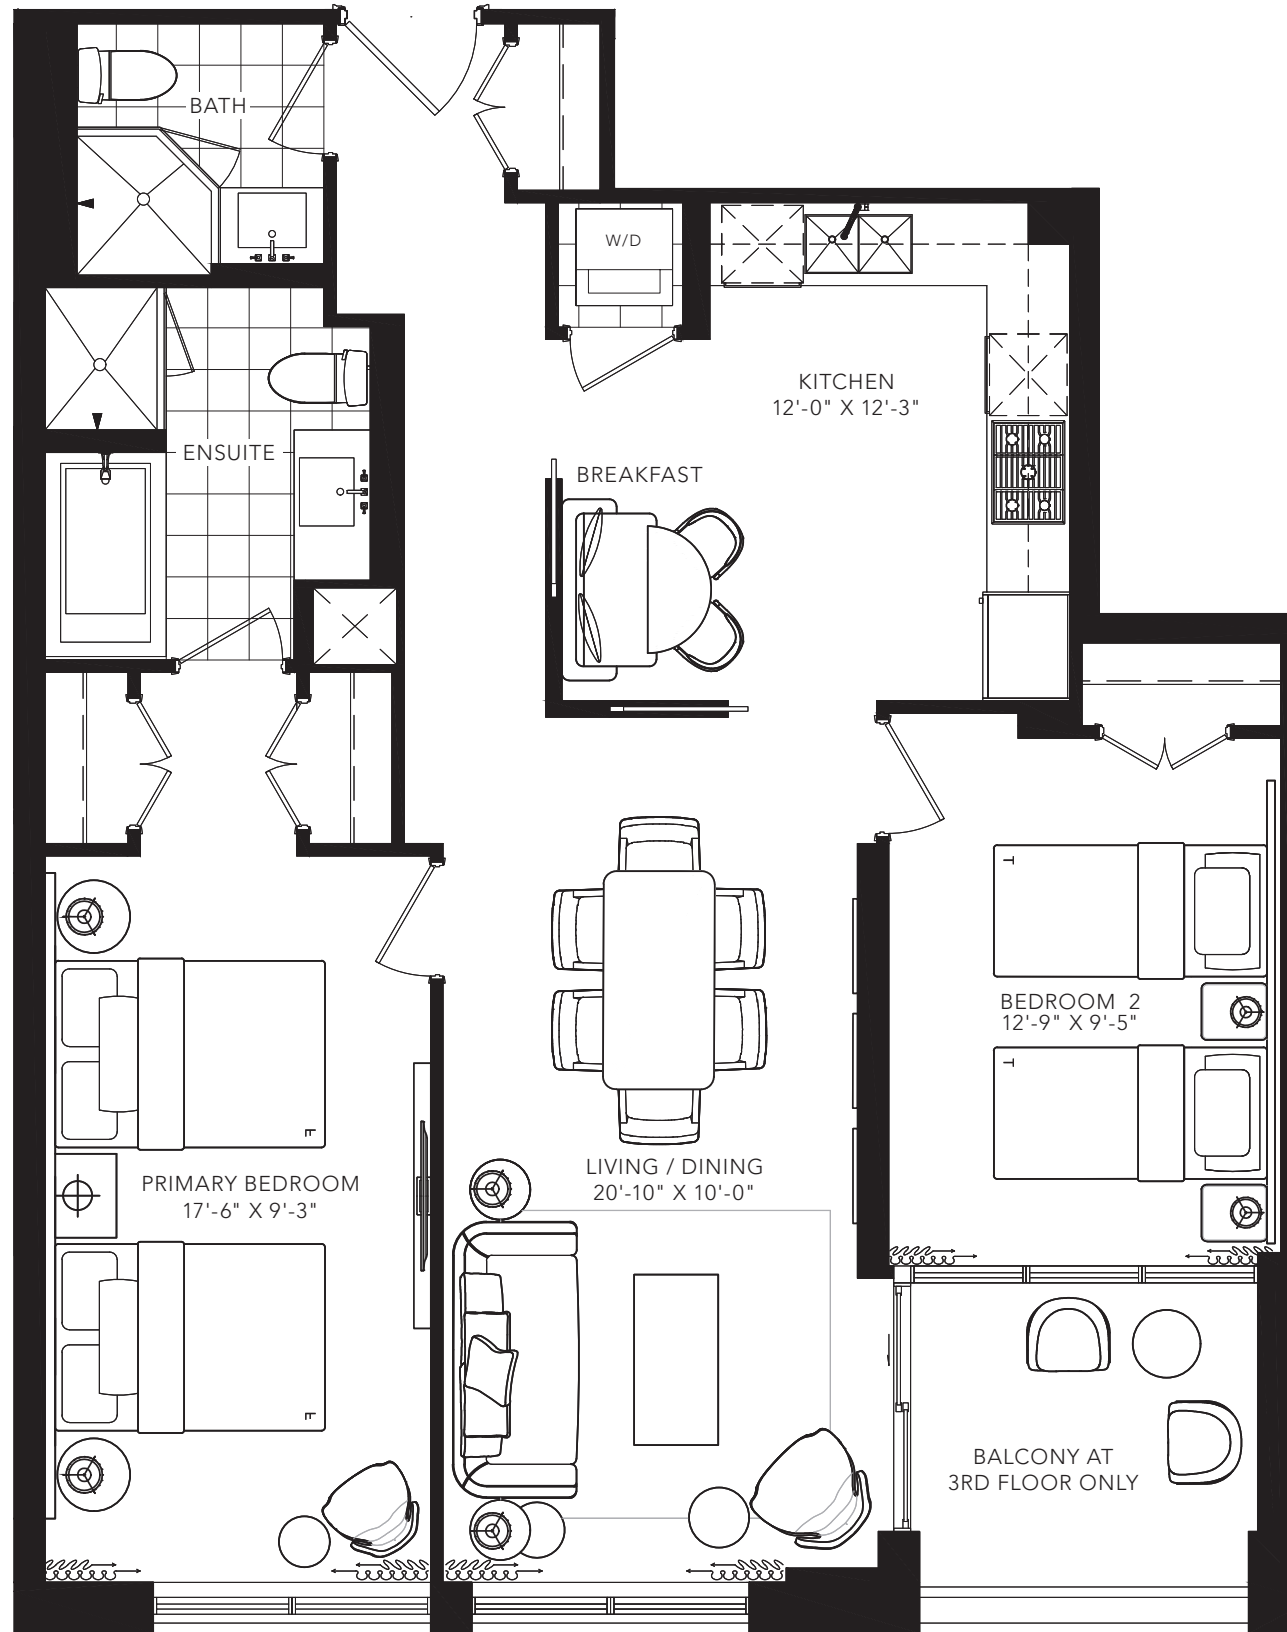 BATH
W/D
KITCHEN
12'-0" X 12'-3"
ENSUITE
BREAKFAST
BEDROOM 2
12'-9" X 9'-5"
T
T
F
F
PRIMARY BEDROOM
17'-6" X 9'-3"
LIVING / DINING
20'-10" X 10'-0"
BALCONY AT
3RD FLOOR ONLY